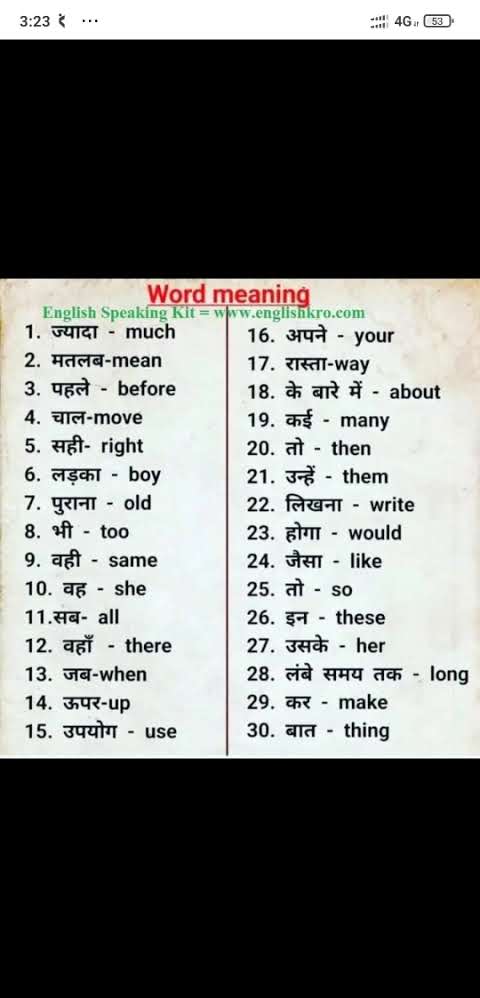 3:23 ...
4G 53
Word meaning
English Speaking Kit = www.englishkro.com
1. ज्यादा - much
2. मतलब-mean
3. पहले - before
4. चाल-move
5. सही- right
6. लड़का - boy
7. पुराना - old
8. भी - too
9. वही - same
10. वह - she
11.सब- all
12. वहाँ - there
13. जब-when
14. ऊपर-up
15. उपयोग - use
16. अपने - your
17. रास्ता-way
18. के बारे में - about
19. कई - many
20. तो - then
21. उन्हें - them
22. लिखना - write
23. होगा - would
24. जैसा - like
25. तो - so
26. इन - these
27. उसके - her
28. लंबे समय तक - long
29. कर - make
30. बात - thing